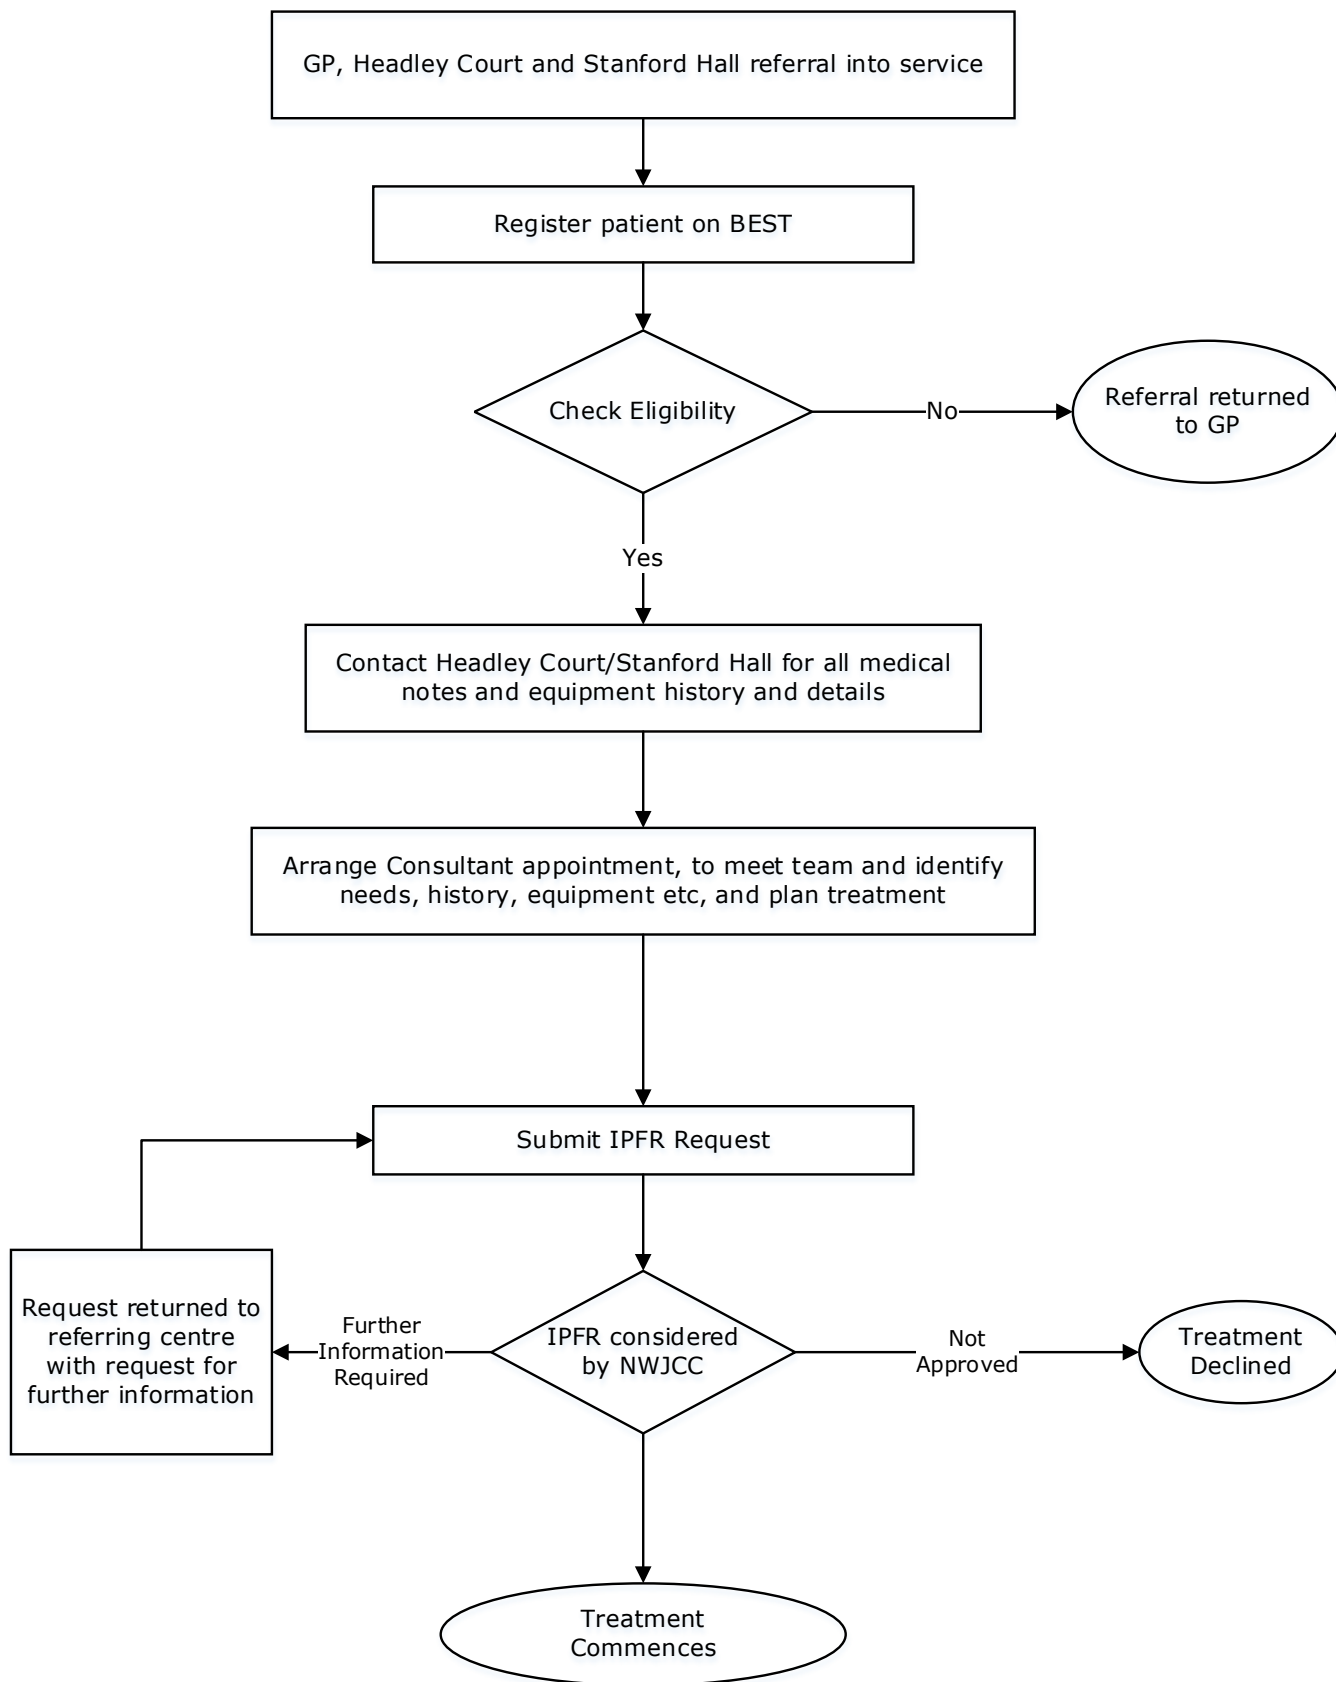 GP, Headley Court and Stanford Hall referral into service
Register patient on BEST
Check Eligibility
No
Referral returned
to GP
Yes
Contact Headley Court/Stanford Hall for all medical
notes and equipment history and details
Arrange Consultant appointment, to meet team and identify
needs, history, equipment etc, and plan treatment
Submit IPFR Request
Request returned to
referring centre
with request for
further information
Further
Information
Required
IPFR considered
by NWJCC
Not
Approved
Treatment
Declined
Treatment
Commences